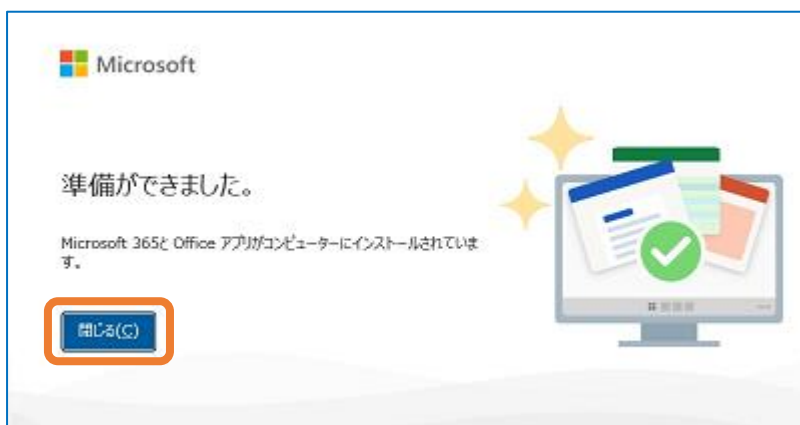 Microsoft
準備ができました。
Microsoft 365と Office アプリがコンピューターにインストールされていま
す。
閉じる(C)